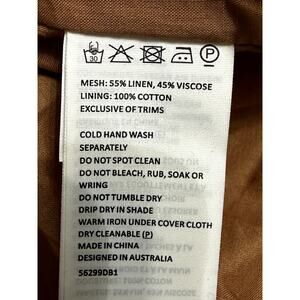 30
P
MESH: 55% LINEN, 45% VISCOSE
LINING: 100% COTTON
EXCLUSIVE OF TRIMS
COLD HAND WASH
SEPARATELY
DO NOT SPOT CLEAN
DO NOT BLEACH, RUB, SOAK OR
WRING
DO NOT TUMBLE DRY
DRIP DRY IN SHADE
WARM IRON UNDER COVER CLOTH
DRY CLEANABLE (P)
MADE IN CHINA
DESIGNED IN AUSTRALIA
56299DB1